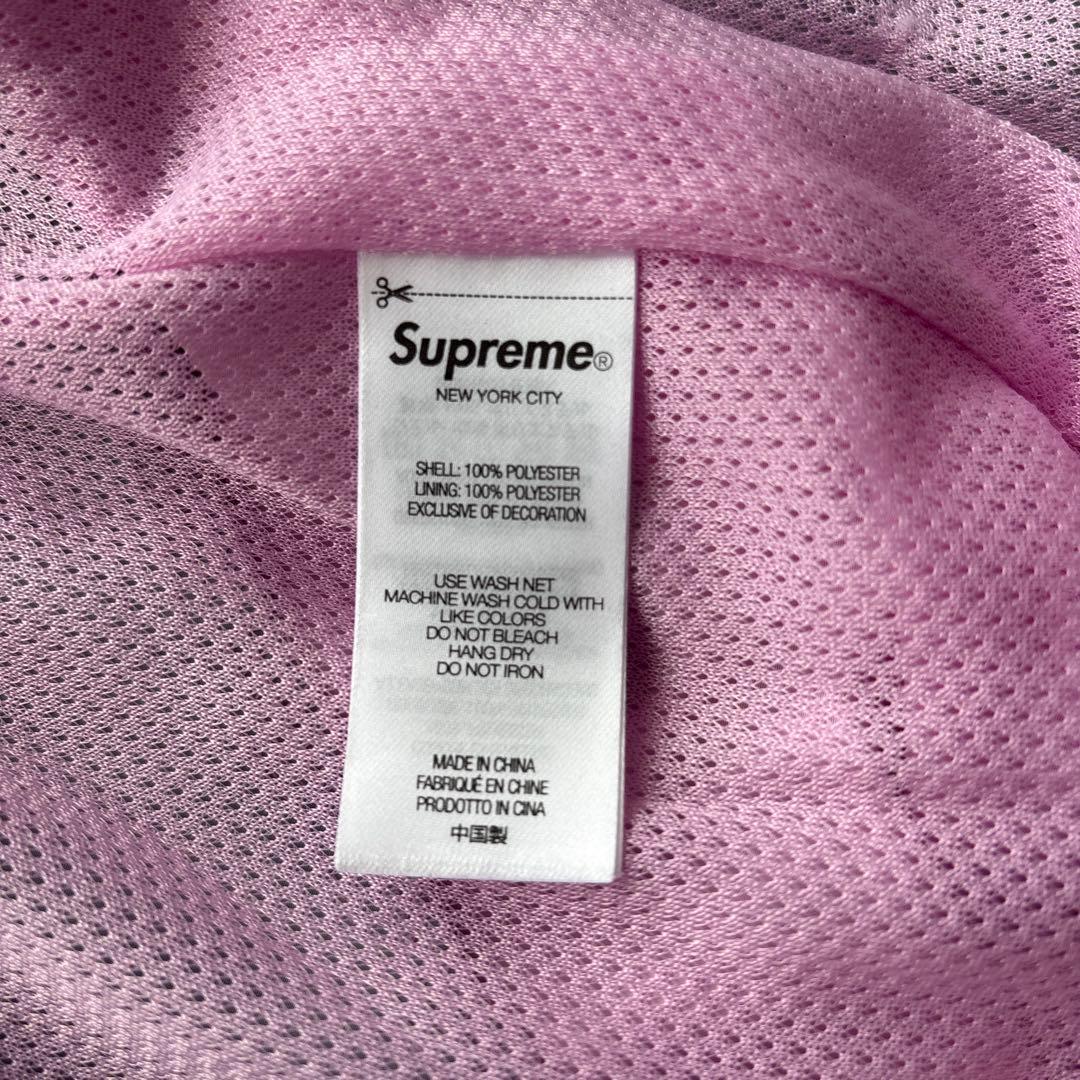 Supreme®
NEW YORK CITY
SHELL: 100% POLYESTER
LINING: 100% POLYESTER
EXCLUSIVE OF DECORATION
USE WASH NET
MACHINE WASH COLD WITH
LIKE COLORS
DO NOT BLEACH
HANG DRY
DO NOT IRON
MADE IN CHINA
FABRIQUÉ EN CHINE
PRODOTTO IN CINA
中国製